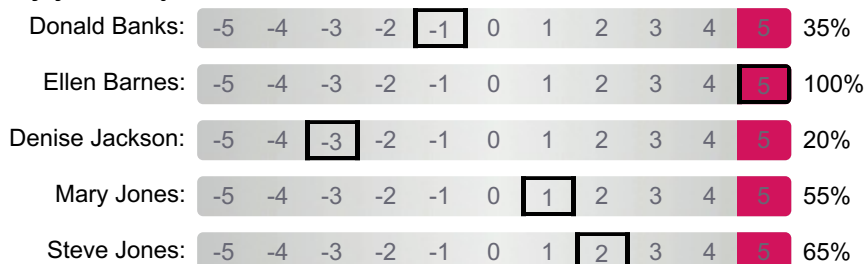 Donald Banks: -5 -4 -3 -2 -1 0 1 2 3 4 5 35%
Ellen Barnes: -5 -4 -3 -2 -1 0 1 2 3 4 5 100%
Denise Jackson: -5 -4 -3 -2 -1 0 1 2 3 4 5 20%
Mary Jones: -5 -4 -3 -2 -1 0 1 2 3 4 5 55%
Steve Jones: -5 -4 -3 -2 -1 0 1 2 3 4 5 65%